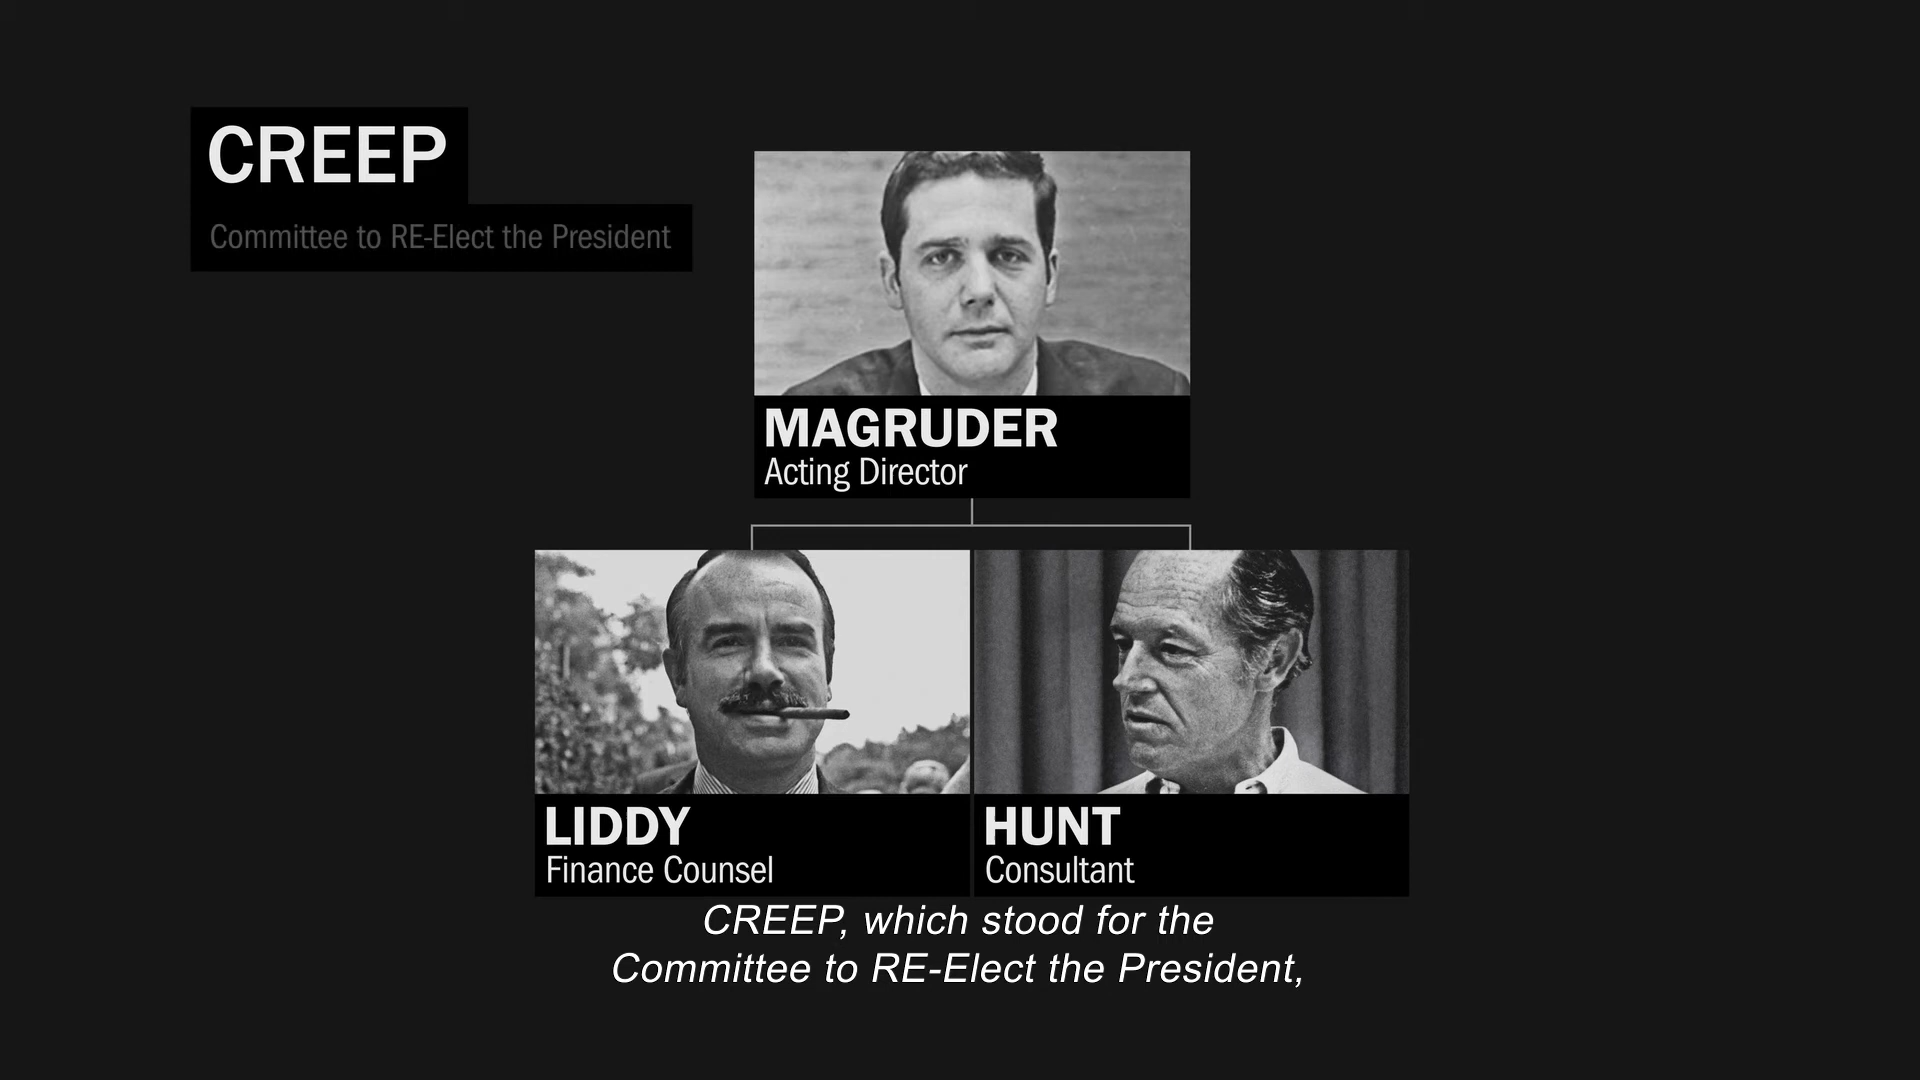 CREEP
Committee to RE-Elect the President
MAGRUDER
Acting Director
LIDDY
Finance Counsel
HUNT
Consultant
CREEP, which stood for the
Committee to RE-Elect the President,